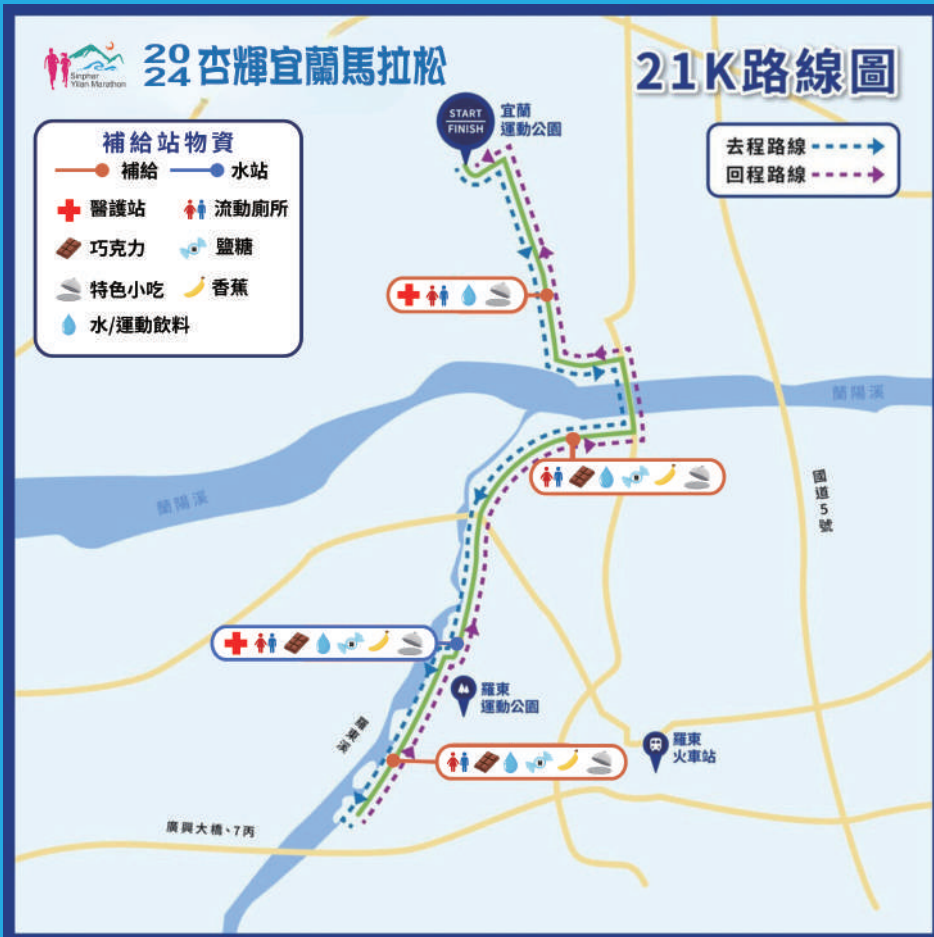 Sinpher
Yilan Marathon
2024杏輝宜蘭馬拉松
21K路線圖
補給站物資
補給 水站
醫護站 流動廁所
巧克力 鹽糖
特色小吃 香蕉
水/運動飲料
START
FINISH
宜蘭
運動公園
去程路線
回程路線
蘭陽溪
蘭陽溪
國道5號
羅東
運動公園
羅東溪
羅東
火車站
廣興大橋、7丙